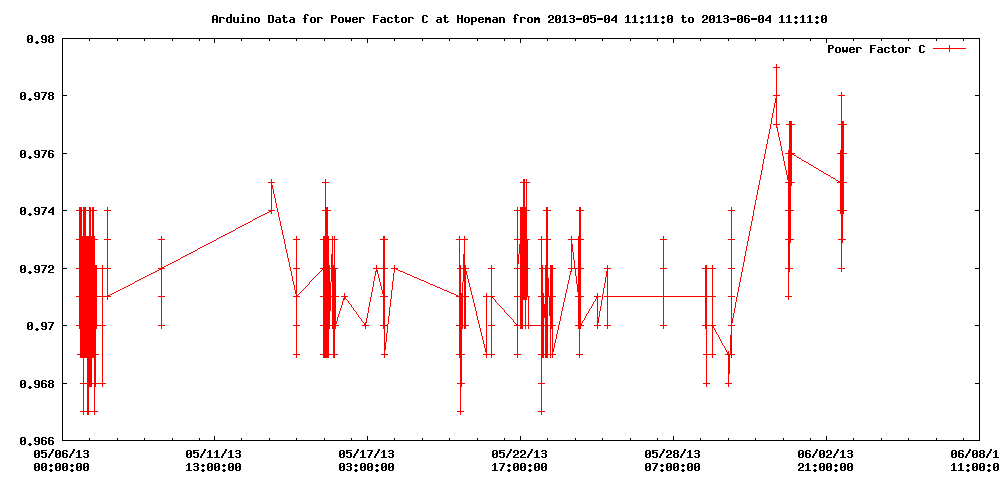 Arduino Data for Power Factor C at Hopeman from 2013-05-04 11:11:0 to 2013-06-04 11:11:0
Power Factor C
0.98
0.978
0.976
0.974
0.972
0.97
0.968
0.966
05/06/13 05/11/13 05/17/13 05/22/13 05/28/13 06/02/13 06/08/1
00:00:00 13:00:00 03:00:00 17:00:00 07:00:00 21:00:00 11:00:0